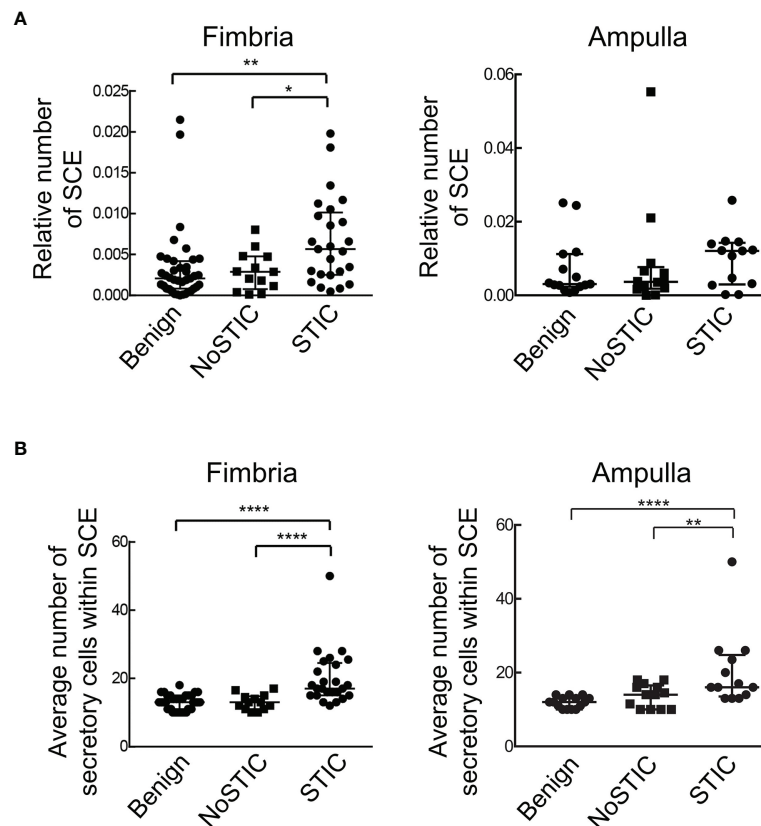 A
Fimbria
Ampulla
**
*
Relative number
of SCE
0.025
0.020
0.015
0.010
0.005
0.000
Benign
NoSTIC
STIC
Relative number
of SCE
0.06
0.04
0.02
0.00
Benign
NoSTIC
STIC
B
Fimbria
Ampulla
****
****
Average number of
secretory cells within SCE
60
40
20
0
Benign
NoSTIC
STIC
****
**
Average number of
secretory cells within SCE
60
40
20
0
Benign
NoSTIC
STIC